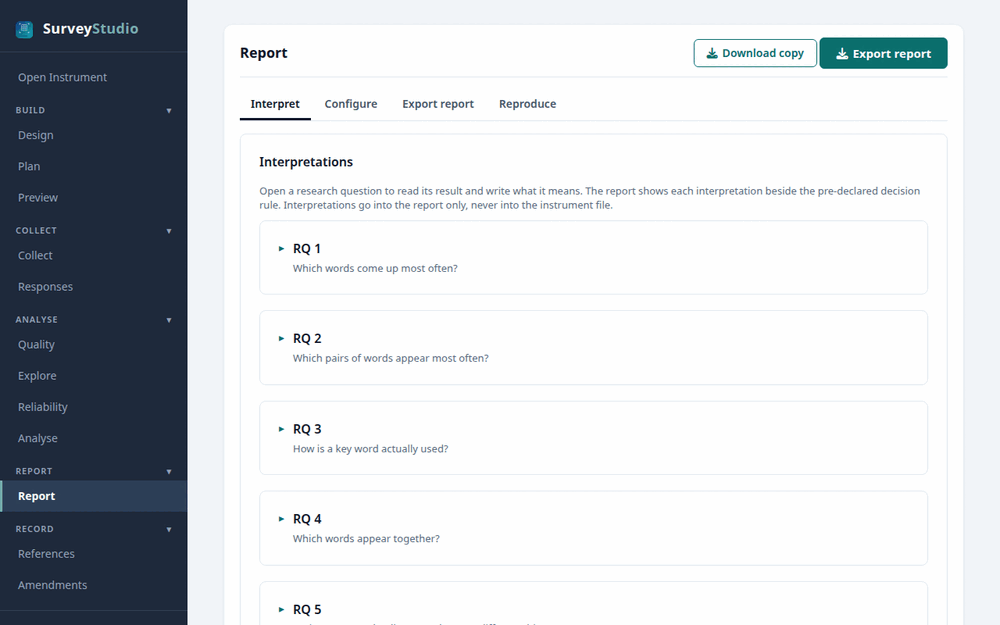 SurveyStudio
Open Instrument
BUILD
Design
Plan
Preview
COLLECT
Collect
Responses
ANALYSE
Quality
Explore
Reliability
Analyse
REPORT
Report
RECORD
References
Amendments
Report
Download copy
Export report
Interpret
Configure
Export report
Reproduce
Interpretations
Open a research question to read its result and write what it means. The report shows each interpretation beside the pre-declared decision
rule. Interpretations go into the report only, never into the instrument file.
RQ 1
Which words come up most often?
RQ 2
Which pairs of words appear most often?
RQ 3
How is a key word actually used?
RQ 4
Which words appear together?
RQ 5